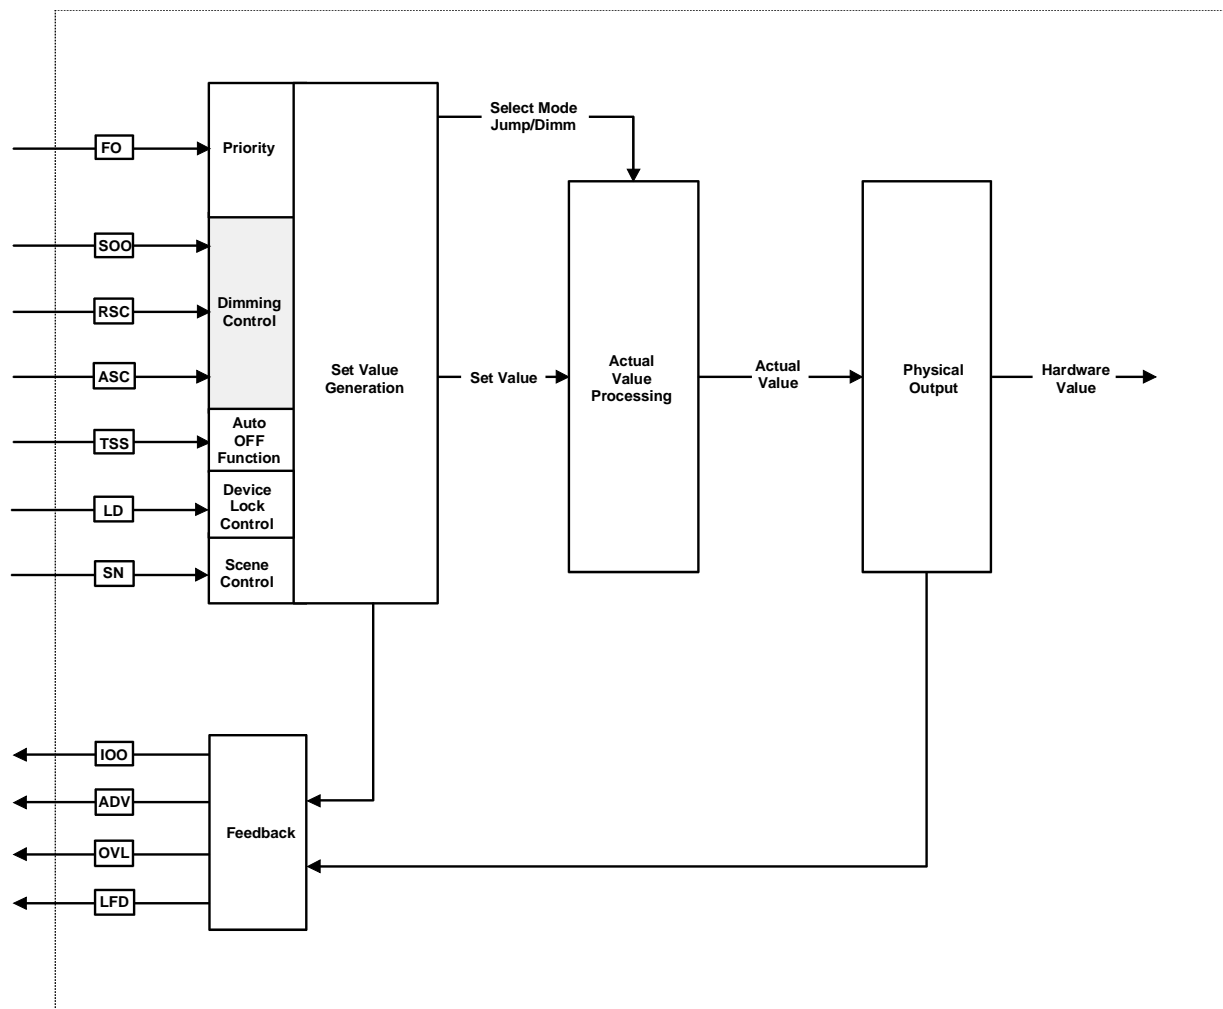 Select Mode
Jump/Dimm
FO
Priority
SOO
RSC
Dimming
Control
ASC
Set Value
Generation
Set Value
Actual
Value
Processing
Actual
Value
Physical
Output
Hardware
Value
TSS
Auto
OFF
Function
LD
Device
Lock
Control
SN
Scene
Control
IOO
ADV
OVL
LFD
Feedback